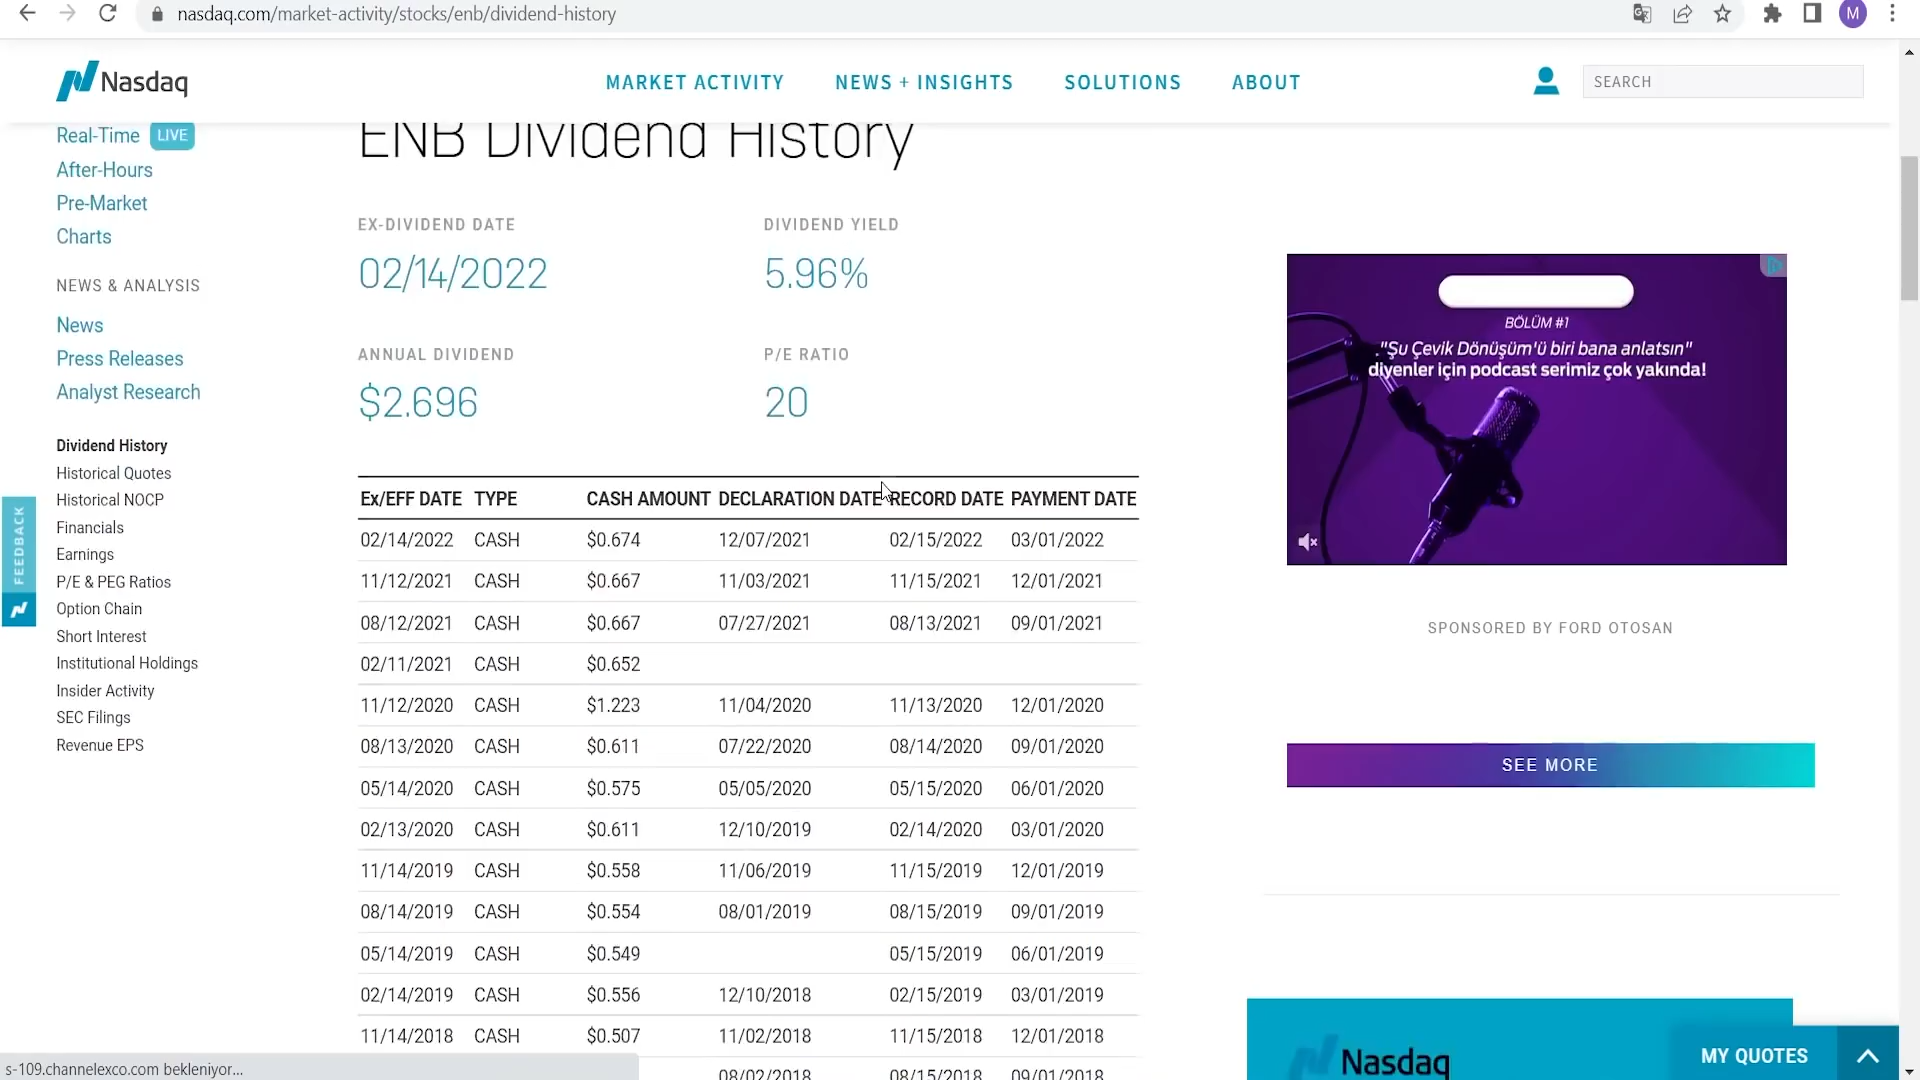 nasdaq.com/market-activity/stocks/enb/dividend-history
M
Nasdaq
MARKET ACTIVITY
NEWS + INSIGHTS
SOLUTIONS
ABOUT
SEARCH
Real-Time LIVE
After-Hours
Pre-Market
Charts
NEWS & ANALYSIS
News
Press Releases
Analyst Research
Dividend History
Historical Quotes
Historical NOCP
Financials
Earnings
P/E & PEG Ratios
Option Chain
Short Interest
Institutional Holdings
Insider Activity
SEC Filings
Revenue EPS
FEEDBACK
ENB Dividend History
EX-DIVIDEND DATE
02/14/2022
DIVIDEND YIELD
5.96%
ANNUAL DIVIDEND
$2.696
P/E RATIO
20
Ex/EFF DATE TYPE CASH AMOUNT DECLARATION DATE RECORD DATE PAYMENT DATE
02/14/2022 CASH $0.674 12/07/2021 02/15/2022 03/01/2022
11/12/2021 CASH $0.667 11/03/2021 11/15/2021 12/01/2021
08/12/2021 CASH $0.667 07/27/2021 08/13/2021 09/01/2021
02/11/2021 CASH $0.652
11/12/2020 CASH $1.223 11/04/2020 11/13/2020 12/01/2020
08/13/2020 CASH $0.611 07/22/2020 08/14/2020 09/01/2020
05/14/2020 CASH $0.575 05/05/2020 05/15/2020 06/01/2020
02/13/2020 CASH $0.611 12/10/2019 02/14/2020 03/01/2020
11/14/2019 CASH $0.558 11/06/2019 11/15/2019 12/01/2019
08/14/2019 CASH $0.554 08/01/2019 08/15/2019 09/01/2019
05/14/2019 CASH $0.549 05/15/2019 06/01/2019
02/14/2019 CASH $0.556 12/10/2018 02/15/2019 03/01/2019
11/14/2018 CASH $0.507 11/02/2018 11/15/2018 12/01/2018
08/02/2018 08/15/2018 09/01/2018
BÖLÜM #1
"Şu Çevik Dönüşüm'ü biri bana anlatsın"
diyenler için podcast serimiz çok yakında!
SPONSORED BY FORD OTOSAN
SEE MORE
Nasdaq
MY QUOTES
s-109.channelexco.com bekleniyor...